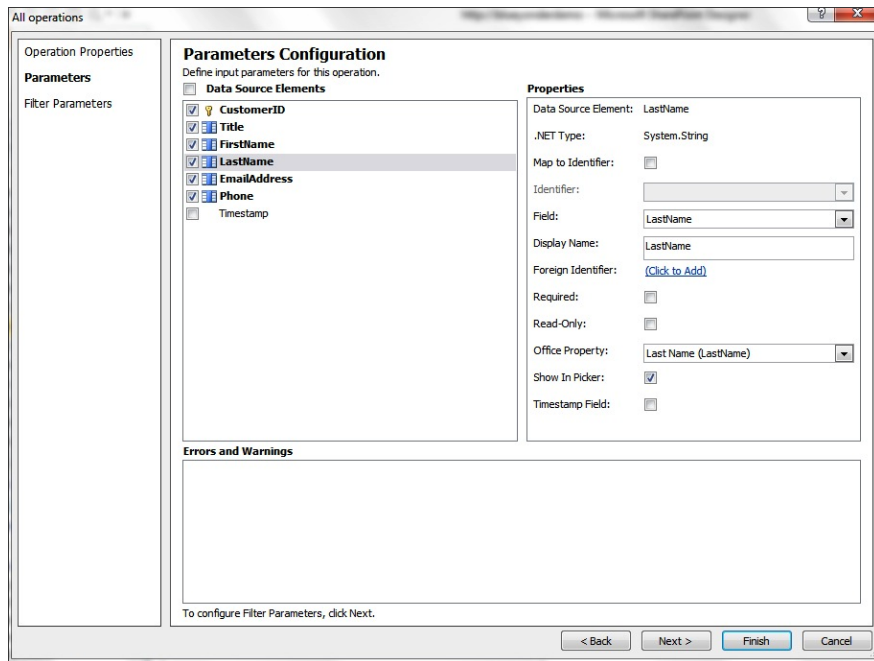 All operations
Microsoft SharePoint Designer
Operation Properties
Parameters
Filter Parameters
Parameters Configuration
Define input parameters for this operation.
Data Source Elements
CustomerID
Title
FirstName
LastName
EmailAddress
Phone
Timestamp
Properties
Data Source Element: LastName
.NET Type: System.String
Map to Identifier:
Identifier:
Field: LastName
Display Name: LastName
Foreign Identifier: (Click to Add)
Required:
Read-Only:
Office Property: Last Name (LastName)
Show In Picker:
Timestamp Field:
Errors and Warnings
To configure Filter Parameters, click Next.
< Back Next > Finish Cancel